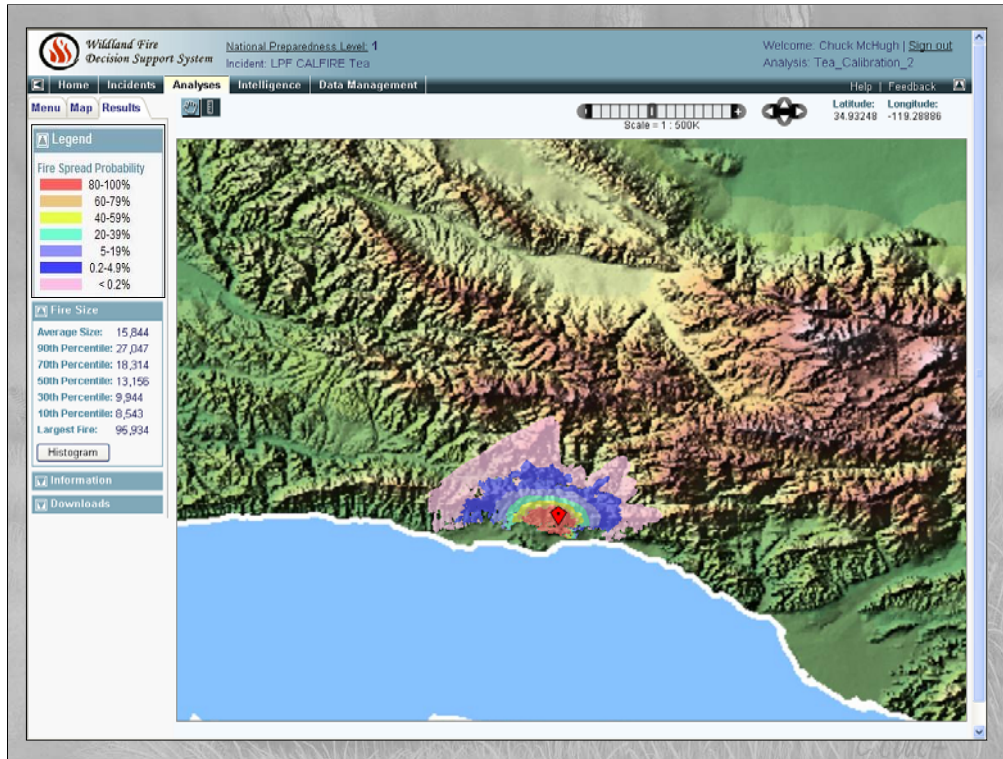 Wildland Fire
Decision Support System
National Preparedness Level: 1
Incident: LPF CALFIRE Tea
Welcome: Chuck McHugh | Sign out
Analysis: Tea_Calibration_2
Home Incidents Analyses Intelligence Data Management
Help | Feedback
Menu Map Results
Scale = 1 : 500K
Latitude: Longitude:
34.93248 -119.28886
Legend
Fire Spread Probability
80-100%
60-79%
40-59%
20-39%
5-19%
0.2-4.9%
< 0.2%
Fire Size
Average Size: 15,844
90th Percentile: 27,047
70th Percentile: 18,314
50th Percentile: 13,156
30th Percentile: 9,944
10th Percentile: 8,543
Largest Fire: 95,934
Histogram
Information
Downloads